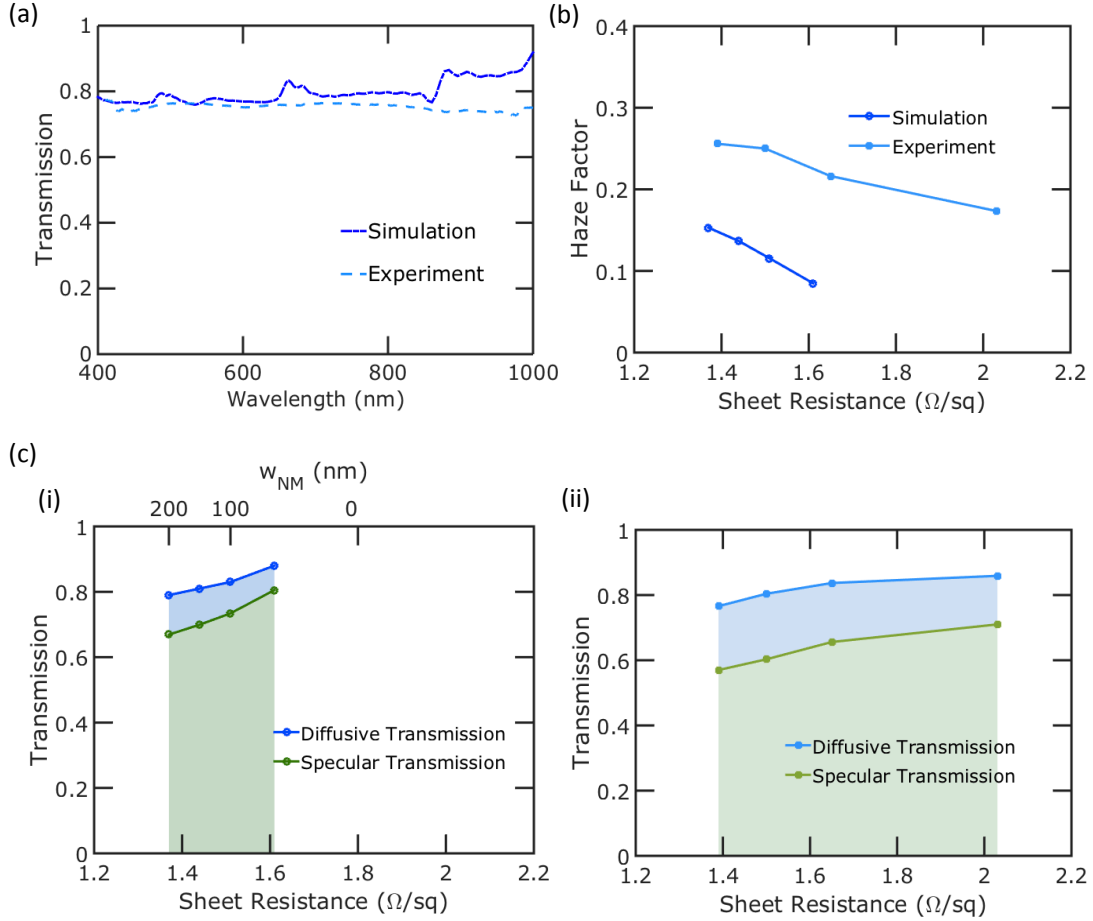 (a)
1
0.8
0.6
0.4
0.2
0
Transmission
Simulation
Experiment
400
600
800
1000
Wavelength (nm)
(b)
0.4
0.3
0.2
0.1
0
Haze Factor
Simulation
Experiment
1.2
1.4
1.6
1.8
2
2.2
Sheet Resistance (Ω/sq)
(c)
(i)
w_NM (nm)
200
100
0
1
0.8
0.6
0.4
0.2
0
Transmission
Diffusive Transmission
Specular Transmission
1.2
1.4
1.6
1.8
2
2.2
Sheet Resistance (Ω/sq)
(ii)
1
0.8
0.6
0.4
0.2
0
Transmission
Diffusive Transmission
Specular Transmission
1.2
1.4
1.6
1.8
2
2.2
Sheet Resistance (Ω/sq)